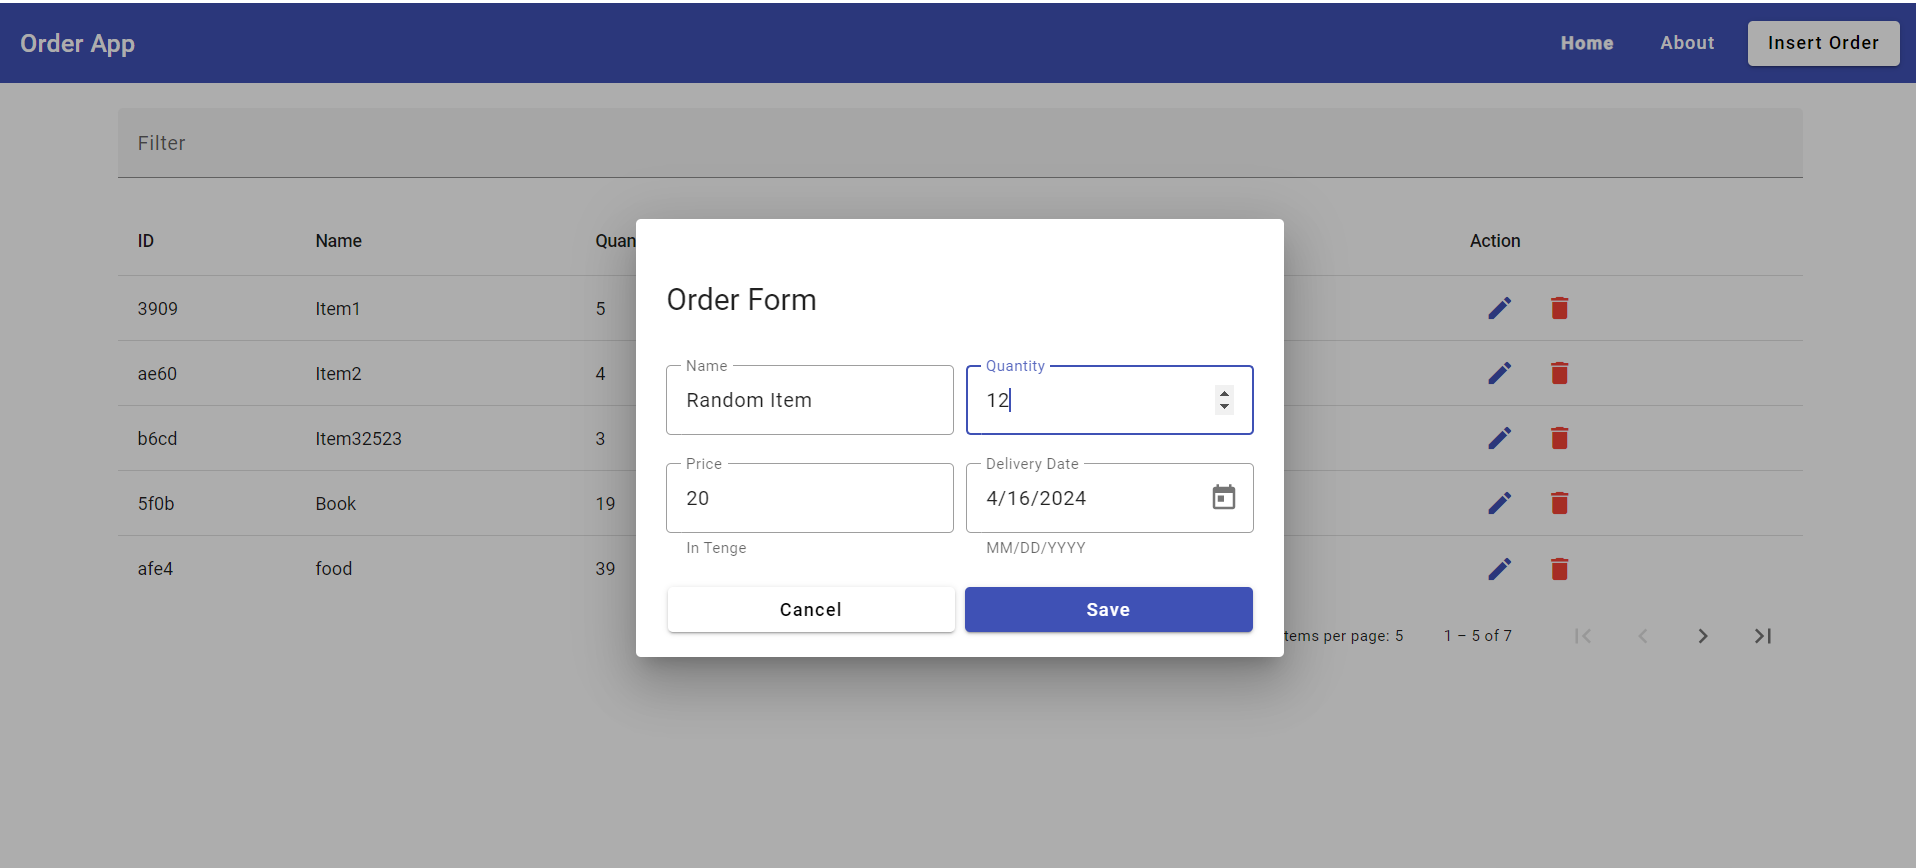 Order App Home About Insert Order
Filter
ID Name Quan Action
3909 Item1 5
ae60 Item2 4
b6cd Item32523 3
5f0b Book 19
afe4 food 39
Order Form
Name Quantity
Random Item 12
Price Delivery Date
20 4/16/2024
In Tenge MM/DD/YYYY
Cancel Save
tems per page: 5 1 – 5 of 7